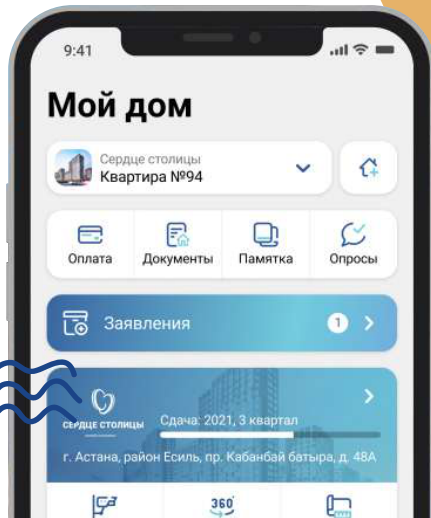 9:41
Мой дом
Сердце столицы
Квартира №94
Оплата
Документы
Памятка
Опросы
Заявления
1
СЕРДЦЕ СТОЛИЦЫ
Сдача: 2021, 3 квартал
г. Астана, район Есиль, пр. Кабанбай батыра, д. 48А
360